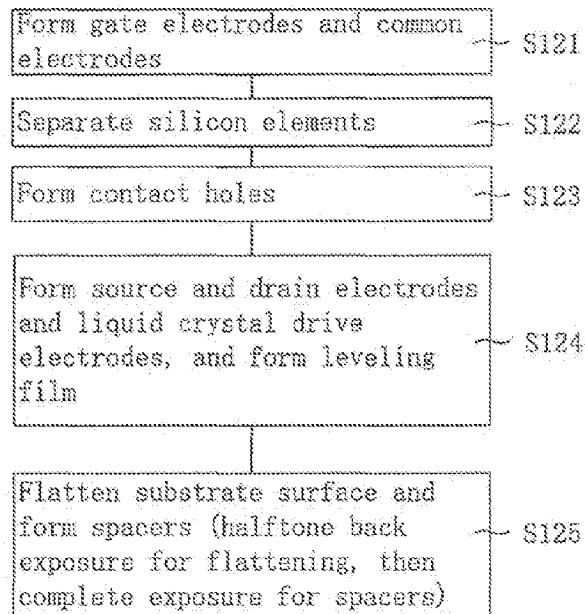 Form gate electrodes and common
electrodes
S121
Separate silicon elements
S122
Form contact holes
S123
Form source and drain electrodes
and liquid crystal drive
electrodes, and form leveling
film
S124
Flatten substrate surface and
form spacers (halftone back
exposure for flattening, then
complete exposure for spacers)
S125